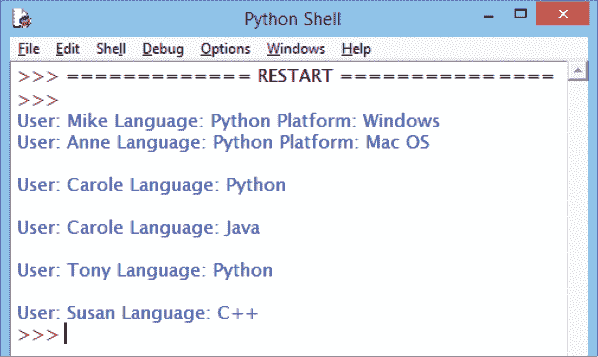 Python Shell
File Edit Shell Debug Options Windows Help
>>> ============= RESTART ===============
>>>
User: Mike Language: Python Platform: Windows
User: Anne Language: Python Platform: Mac OS
User: Carole Language: Python
User: Carole Language: Java
User: Tony Language: Python
User: Susan Language: C++
>>>